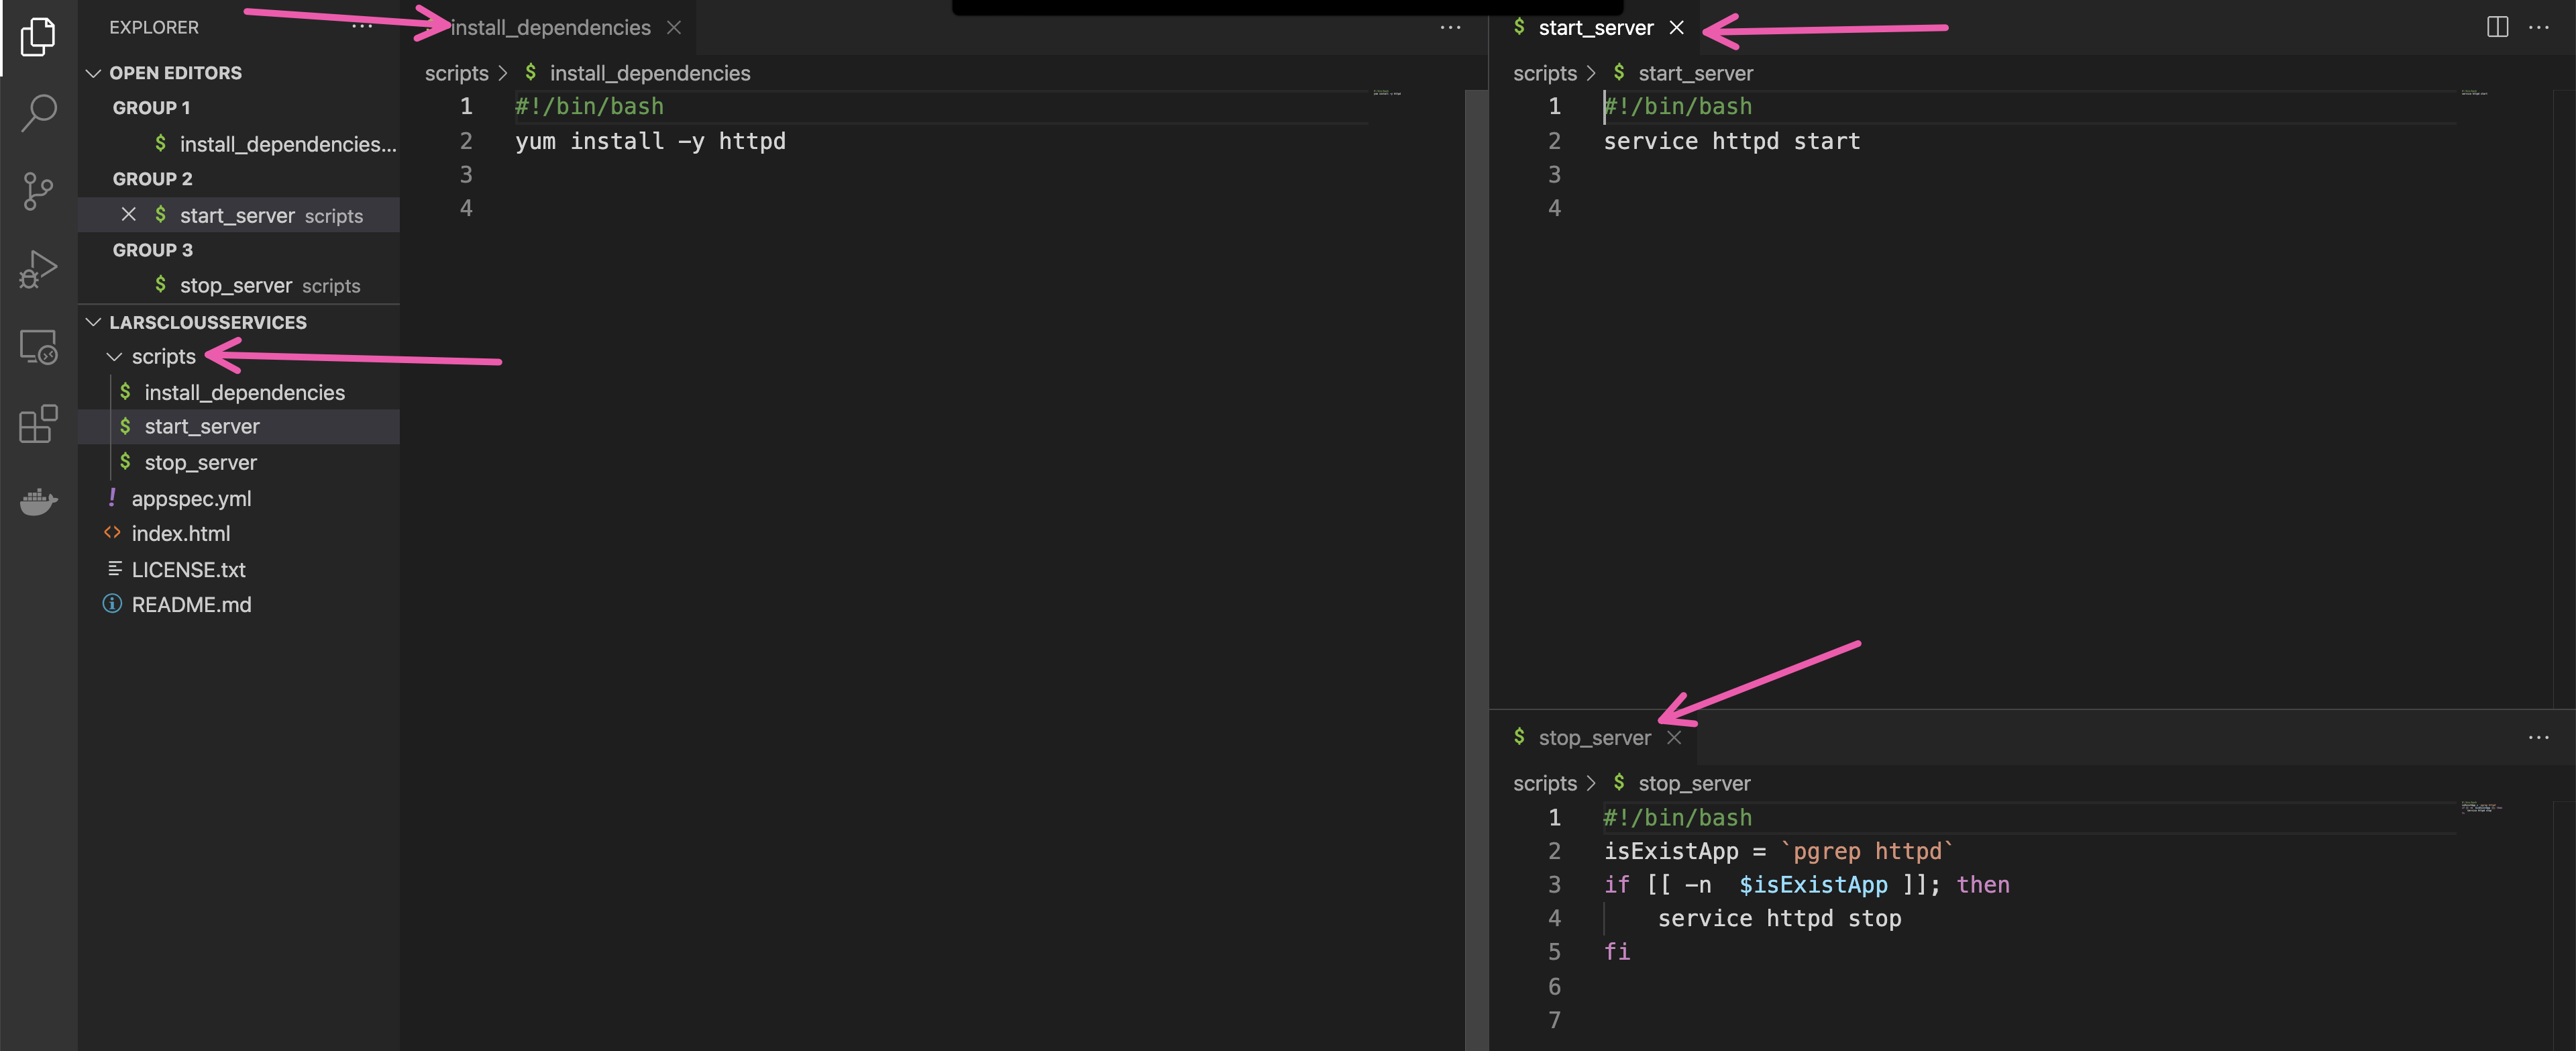 EXPLORER
···
OPEN EDITORS
GROUP 1
$ install_dependencies...
GROUP 2
$ start_server scripts
GROUP 3
$ stop_server scripts
LARSCLOUSSERVICES
scripts
$ install_dependencies
$ start_server
$ stop_server
! appspec.yml
<> index.html
LICENSE.txt
README.md
install_dependencies
scripts > $ install_dependencies
1 #!/bin/bash
2 yum install -y httpd
3
4
$ start_server
scripts > $ start_server
1 #!/bin/bash
2 service httpd start
3
4
$ stop_server
scripts > $ stop_server
1 #!/bin/bash
2 isExistApp = `pgrep httpd`
3 if [[ -n  $isExistApp ]]; then
4     service httpd stop
5 fi
6
7